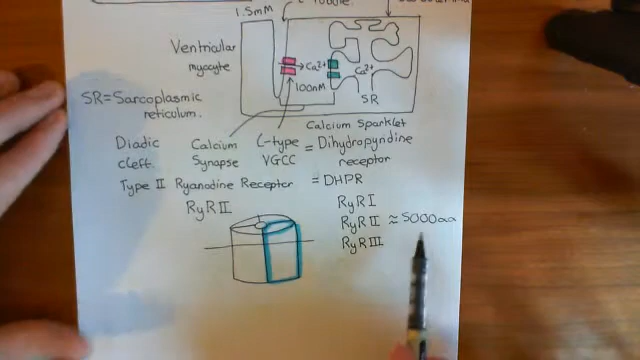 1.5mM
Ventricular
myocyte
Ca2+
Ca2+
100nM
SR
SR = Sarcoplasmic
reticulum.
Calcium Sparklet
Diadic
cleft.
Calcium
Synapse
L-type
VGCC
= Dihydropyridine
receptor
Type II Ryanodine Receptor
= DHPR
RyR II
RyR I
RyR II ≈ 5000aa
RyR III